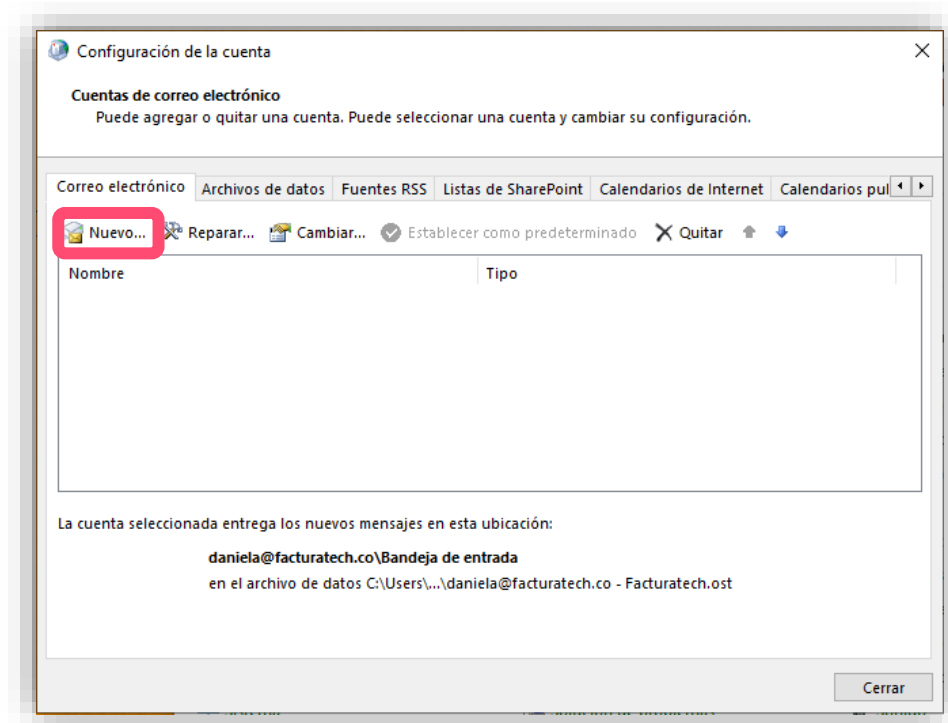 Configuración de la cuenta
Cuentas de correo electrónico
Puede agregar o quitar una cuenta. Puede seleccionar una cuenta y cambiar su configuración.
Correo electrónico Archivos de datos Fuentes RSS Listas de SharePoint Calendarios de Internet Calendarios pul
Nuevo... Reparar... Cambiar... Establecer como predeterminado Quitar
Nombre Tipo
La cuenta seleccionada entrega los nuevos mensajes en esta ubicación:
daniela@facturatech.co\Bandeja de entrada
en el archivo de datos C:\Users\...\daniela@facturatech.co - Facturatech.ost
Cerrar